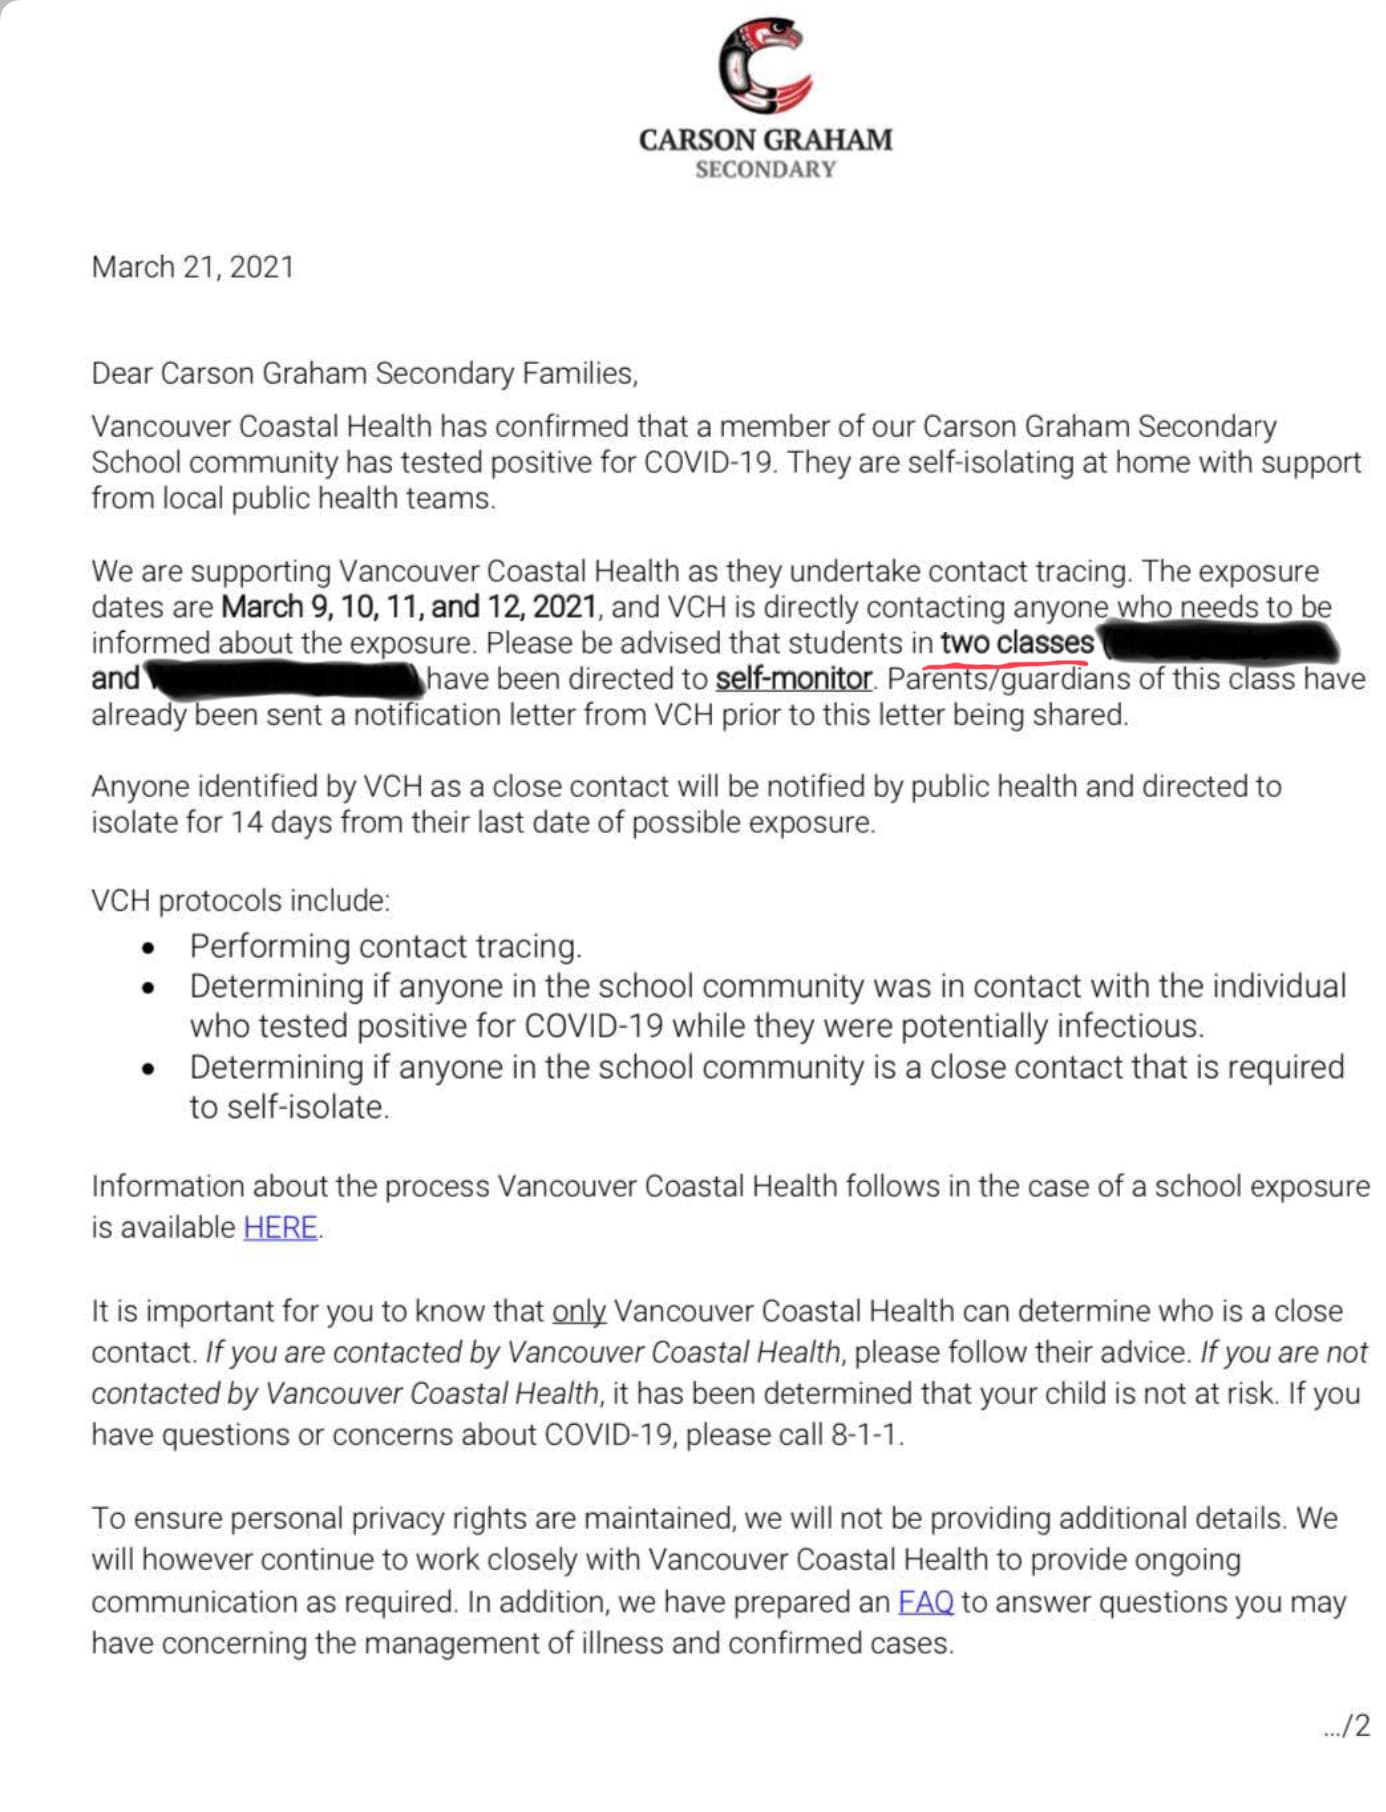 CARSON GRAHAM
SECONDARY
March 21, 2021
Dear Carson Graham Secondary Families,
Vancouver Coastal Health has confirmed that a member of our Carson Graham Secondary
School community has tested positive for COVID-19. They are self-isolating at home with support
from local public health teams.
We are supporting Vancouver Coastal Health as they undertake contact tracing. The exposure
dates are March 9, 10, 11, and 12, 2021, and VCH is directly contacting anyone who needs to be
informed about the exposure. Please be advised that students in two classes
and have been directed to self-monitor. Parents/guardians of this class have
already been sent a notification letter from VCH prior to this letter being shared.
Anyone identified by VCH as a close contact will be notified by public health and directed to
isolate for 14 days from their last date of possible exposure.
VCH protocols include:
• Performing contact tracing.
• Determining if anyone in the school community was in contact with the individual
who tested positive for COVID-19 while they were potentially infectious.
• Determining if anyone in the school community is a close contact that is required
to self-isolate.
Information about the process Vancouver Coastal Health follows in the case of a school exposure
is available HERE.
It is important for you to know that only Vancouver Coastal Health can determine who is a close
contact. If you are contacted by Vancouver Coastal Health, please follow their advice. If you are not
contacted by Vancouver Coastal Health, it has been determined that your child is not at risk. If you
have questions or concerns about COVID-19, please call 8-1-1.
To ensure personal privacy rights are maintained, we will not be providing additional details. We
will however continue to work closely with Vancouver Coastal Health to provide ongoing
communication as required. In addition, we have prepared an FAQ to answer questions you may
have concerning the management of illness and confirmed cases.
.../2